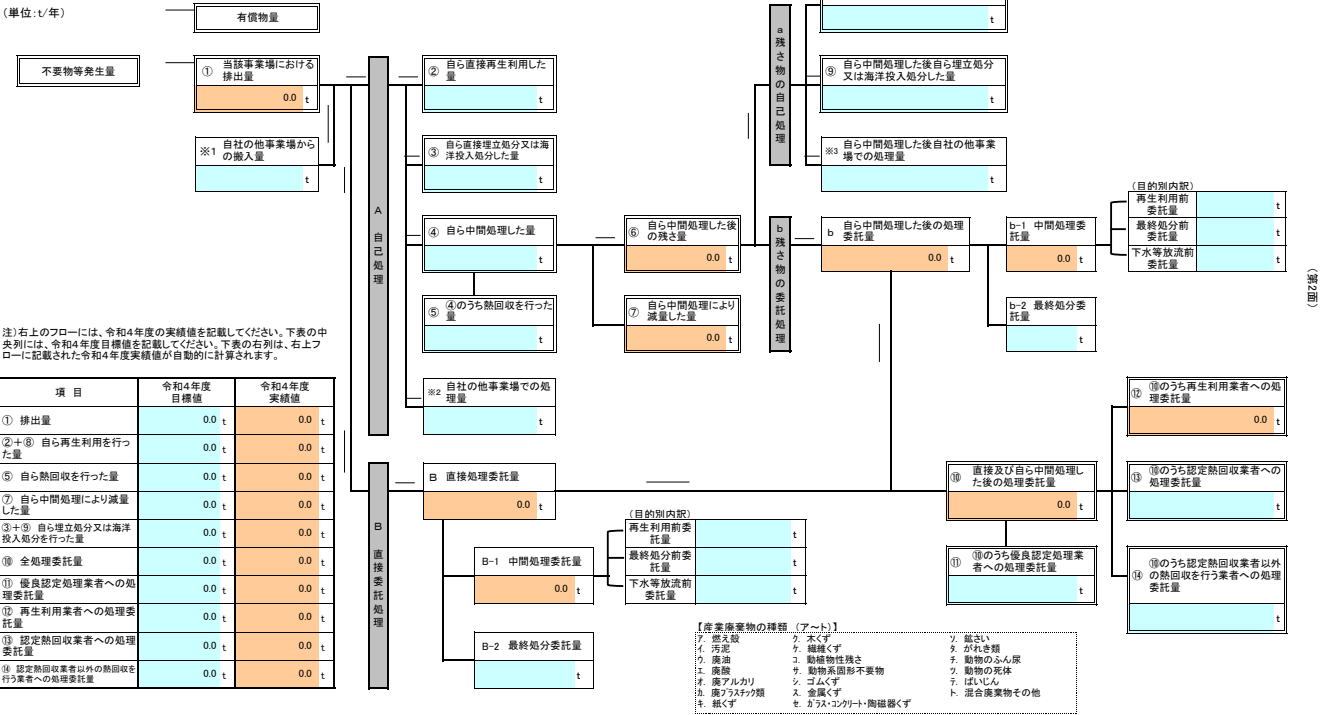 （単位：t/年）
有償物量
不要物等発生量
① 当該事業場における
排出量
0.0 t
※1 自社の他事業場から
の搬入量
t
A 自己処理
② 自ら直接再生利用した
量
t
③ 自ら直接埋立処分又は海
洋投入処分した量
t
④ 自ら中間処理した量
t
⑤ ④のうち熱回収を行った
量
t
※2 自社の他事業場での処
理量
t
⑥ 自ら中間処理した後
の残さ量
0.0 t
⑦ 自ら中間処理により
減量した量
0.0 t
a 残さ物の自己処理
t
⑨ 自ら中間処理した後自ら埋立処分
又は海洋投入処分した量
t
※3 自ら中間処理した後自社の他事業
場での処理量
t
b 残さ物の委託処理
b 自ら中間処理した後の処理
委託量
0.0 t
b-1 中間処理委
託量
0.0 t
（目的別内訳）
再生利用前
委託量 t
最終処分前
委託量 t
下水等放流前
委託量 t
b-2 最終処分委
託量
t
（第2面）
注）右上のフローには、令和４年度の実績値を記載してください。下表の中
央列には、令和４年度目標値を記載してください。下表の右列は、右上フ
ローに記載された令和４年度実績値が自動的に計算されます。
項 目 令和４年度
目標値 令和４年度
実績値
① 排出量 0.0 t 0.0 t
②＋⑧ 自ら再生利用を行っ
た量 0.0 t 0.0 t
⑤ 自ら熱回収を行った量 0.0 t 0.0 t
⑦ 自ら中間処理により減量
した量 0.0 t 0.0 t
③＋⑨ 自ら埋立処分又は海洋
投入処分を行った量 0.0 t 0.0 t
⑩ 全処理委託量 0.0 t 0.0 t
⑪ 優良認定処理業者への処
理委託量 0.0 t 0.0 t
⑫ 再生利用業者への処理委
託量 0.0 t 0.0 t
⑬ 認定熱回収業者への処理
委託量 0.0 t 0.0 t
⑭ 認定熱回収業者以外の熱回収を
行う業者への処理委託量 0.0 t 0.0 t
B 直接委託処理
B 直接処理委託量
0.0 t
B-1 中間処理委託量
0.0 t
（目的別内訳）
再生利用前委
託量 t
最終処分前委
託量 t
下水等放流前
委託量 t
B-2 最終処分委託量
t
⑩ 直接及び自ら中間処理し
た後の処理委託量
0.0 t
⑪ ⑩のうち優良認定処理業
者への処理委託量
t
⑫ ⑩のうち再生利用業者への処
理委託量
0.0 t
⑬ ⑩のうち認定熱回収業者への
処理委託量
t
⑭ ⑩のうち認定熱回収業者以外
の熱回収を行う業者への処理
委託量
t
【産業廃棄物の種類 （ア～ト）】
ア. 燃え殻 ク. 木くず ソ. 鉱さい
イ. 汚泥 ケ. 繊維くず タ. がれき類
ウ. 廃油 コ. 動植物性残さ チ. 動物のふん尿
エ. 廃酸 サ. 動物系固形不要物 ツ. 動物の死体
オ. 廃アルカリ シ. ゴムくず テ. ばいじん
カ. 廃プラスチック類 ス. 金属くず ト. 混合廃棄物その他
キ. 紙くず セ. ガラス・コンクリート・陶磁器くず